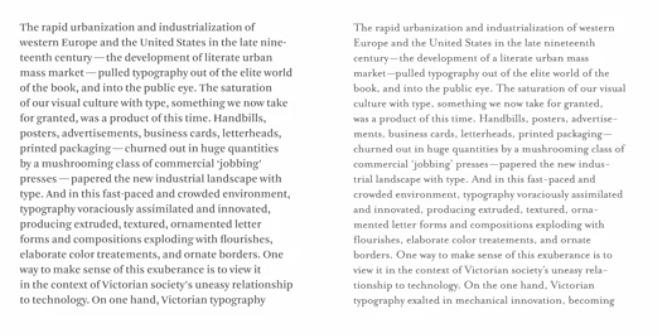 The rapid urbanization and industrialization of
western Europe and the United States in the late nine-
teenth century — the development of literate urban
mass market — pulled typography out of the elite world
of the book, and into the public eye. The saturation
of our visual culture with type, something we now take
for granted, was a product of this time. Handbills,
posters, advertisements, business cards, letterheads,
printed packaging — churned out in huge quantities
by a mushrooming class of commercial ‘jobbing’
presses — papered the new industrial landscape with
type. And in this fast-paced and crowded environment,
typography voraciously assimilated and innovated,
producing extruded, textured, ornamented letter
forms and compositions exploding with flourishes,
elaborate color treatements, and ornate borders. One
way to make sense of this exuberance is to view it
in the context of Victorian society’s uneasy relationship
to technology. On one hand, Victorian typography
The rapid urbanization and industrialization of western
Europe and the United States in the late nineteenth
century—the development of a literate urban mass
market—pulled typography out of the elite world of the
book, and into the public eye. The saturation of our visual
culture with type, something we now take for granted,
was a product of this time. Handbills, posters, advertise-
ments, business cards, letterheads, printed packaging—
churned out in huge quantities by a mushrooming class of
commercial ‘jobbing’ presses—papered the new indus-
trial landscape with type. And in this fast-paced and
crowded environment, typography voraciously assimilated
and innovated, producing extruded, textured, orna-
mented letter forms and compositions exploding with
flourishes, elaborate color treatements, and ornate
borders. One way to make sense of this exuberance is to
view it in the context of Victorian society’s uneasy rela-
tionship to technology. On the one hand, Victorian
typography exalted in mechanical innovation, becoming